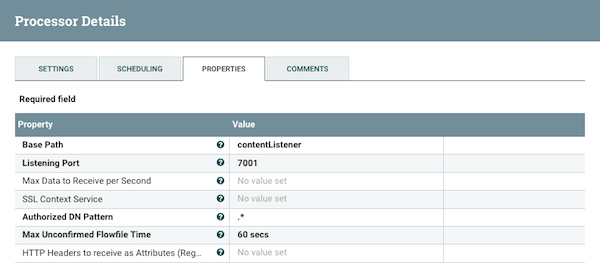 Processor Details
SETTINGS SCHEDULING PROPERTIES COMMENTS
Required field
Property Value
Base Path ? contentListener
Listening Port ? 7001
Max Data to Receive per Second ? No value set
SSL Context Service ? No value set
Authorized DN Pattern ? .*
Max Unconfirmed Flowfile Time ? 60 secs
HTTP Headers to receive as Attributes (Reg... ? No value set